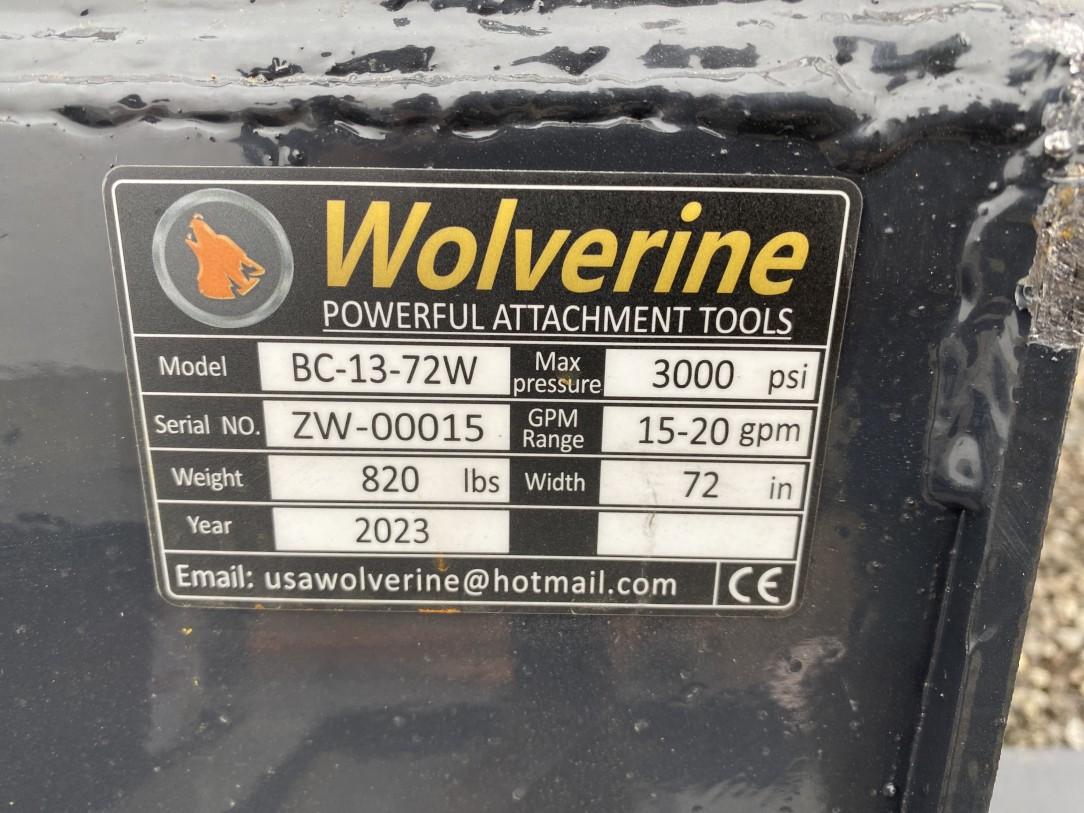 Wolverine
POWERFUL ATTACHMENT TOOLS
Model BC-13-72W Max pressure 3000 psi
Serial NO. ZW-00015 GPM Range 15-20 gpm
Weight 820 lbs Width 72 in
Year 2023
Email: usawolverine@hotmail.com CE